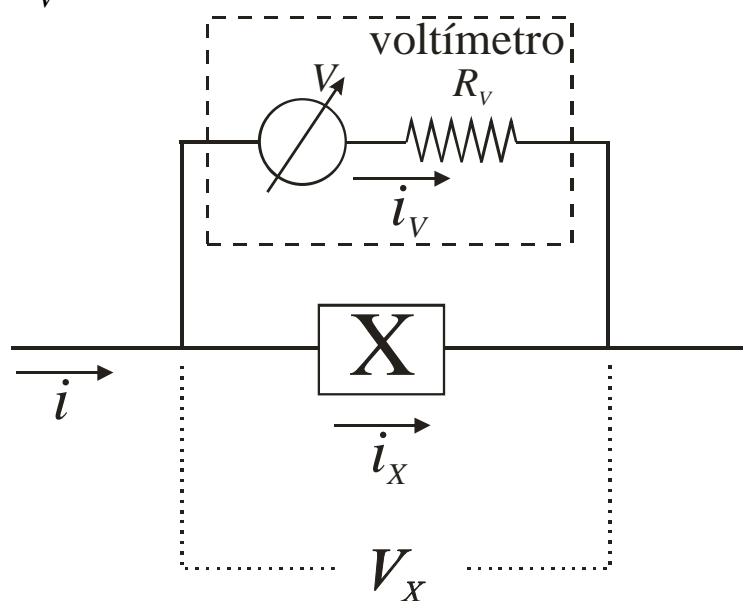 V
voltímetro
V
R_V
i_V
X
i
i_X
V_X